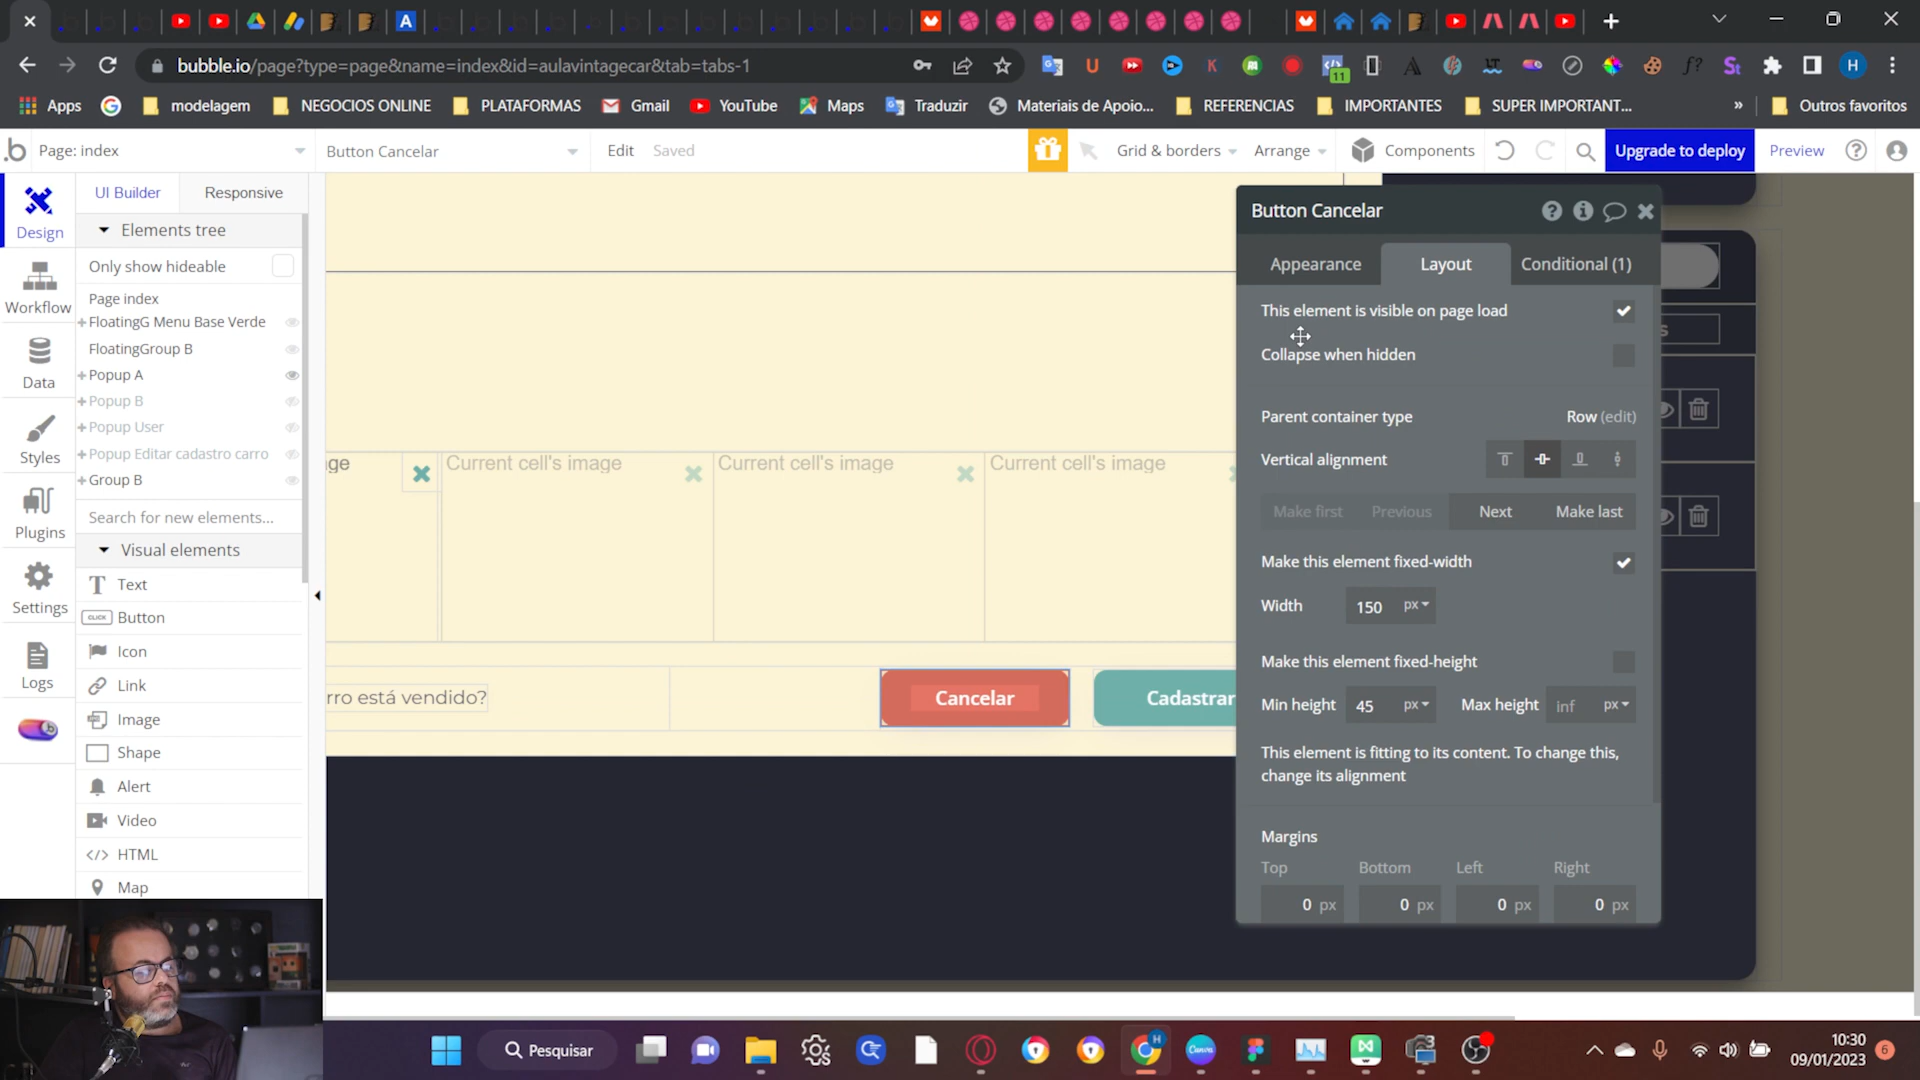 bubble.io/page?type=page&name=index&id=aulavintagecar&tab=tabs-1
11
H
Apps
modelagem
NEGOCIOS ONLINE
PLATAFORMAS
Gmail
YouTube
Maps
Traduzir
Materiais de Apoio...
REFERENCIAS
IMPORTANTES
SUPER IMPORTANT...
»
Outros favoritos
.b
Page: index
Button Cancelar
Edit
Saved
Grid & borders
Arrange
Components
Upgrade to deploy
Preview
Design
Workflow
Data
Styles
Plugins
Settings
Logs
UI Builder
Responsive
Elements tree
Only show hideable
Page index
FloatingG Menu Base Verde
FloatingGroup B
Popup A
Popup B
Popup User
Popup Editar cadastro carro
Group B
Search for new elements...
Visual elements
Text
Button
Icon
Link
Image
Shape
Alert
Video
HTML
Map
ge
Current cell's image
Current cell's image
Current cell's image
rro está vendido?
Cancelar
Cadastrar
Button Cancelar
Appearance
Layout
Conditional (1)
This element is visible on page load
Collapse when hidden
Parent container type
Row (edit)
Vertical alignment
Make first
Previous
Next
Make last
Make this element fixed-width
Width
150 px
Make this element fixed-height
Min height
45 px
Max height
inf px
This element is fitting to its content. To change this,
change its alignment
Margins
Top
Bottom
Left
Right
0 px
0 px
0 px
0 px
s
Pesquisar
10:30
09/01/2023
6